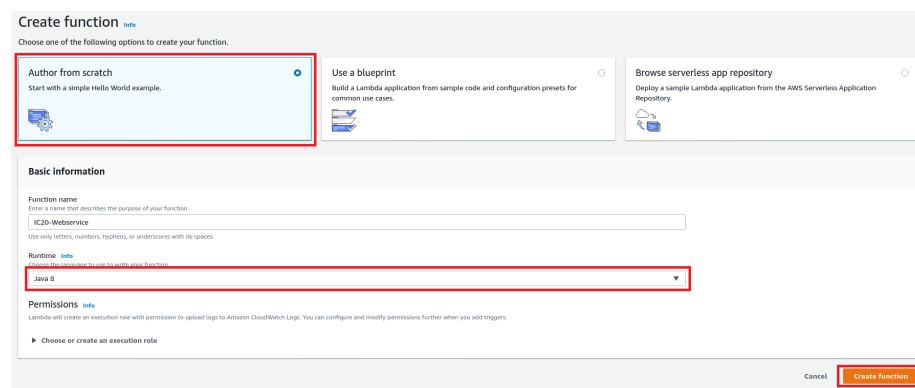 Create function Info
Choose one of the following options to create your function.
Author from scratch
Start with a simple Hello World example.
Use a blueprint
Build a Lambda application from sample code and configuration presets for
common use cases.
Browse serverless app repository
Deploy a sample Lambda application from the AWS Serverless Application
Repository.
Basic information
Function name
Enter a name that describes the purpose of your function.
IC20-Webservice
Use only letters, numbers, hyphens, or underscores with no spaces.
Runtime Info
Choose the language to use to write your function.
Java 8
Permissions Info
Lambda will create an execution role with permission to upload logs to Amazon CloudWatch Logs. You can configure and modify permissions further when you add triggers.
Choose or create an execution role
Cancel Create function